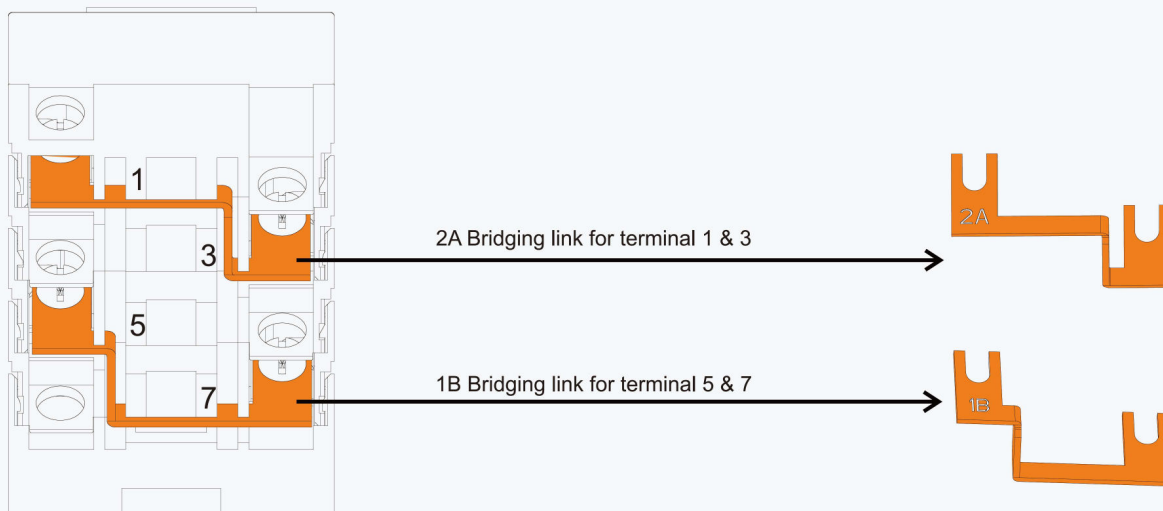 1
3
2A Bridging link for terminal 1 & 3
2A
5
7
1B Bridging link for terminal 5 & 7
1B